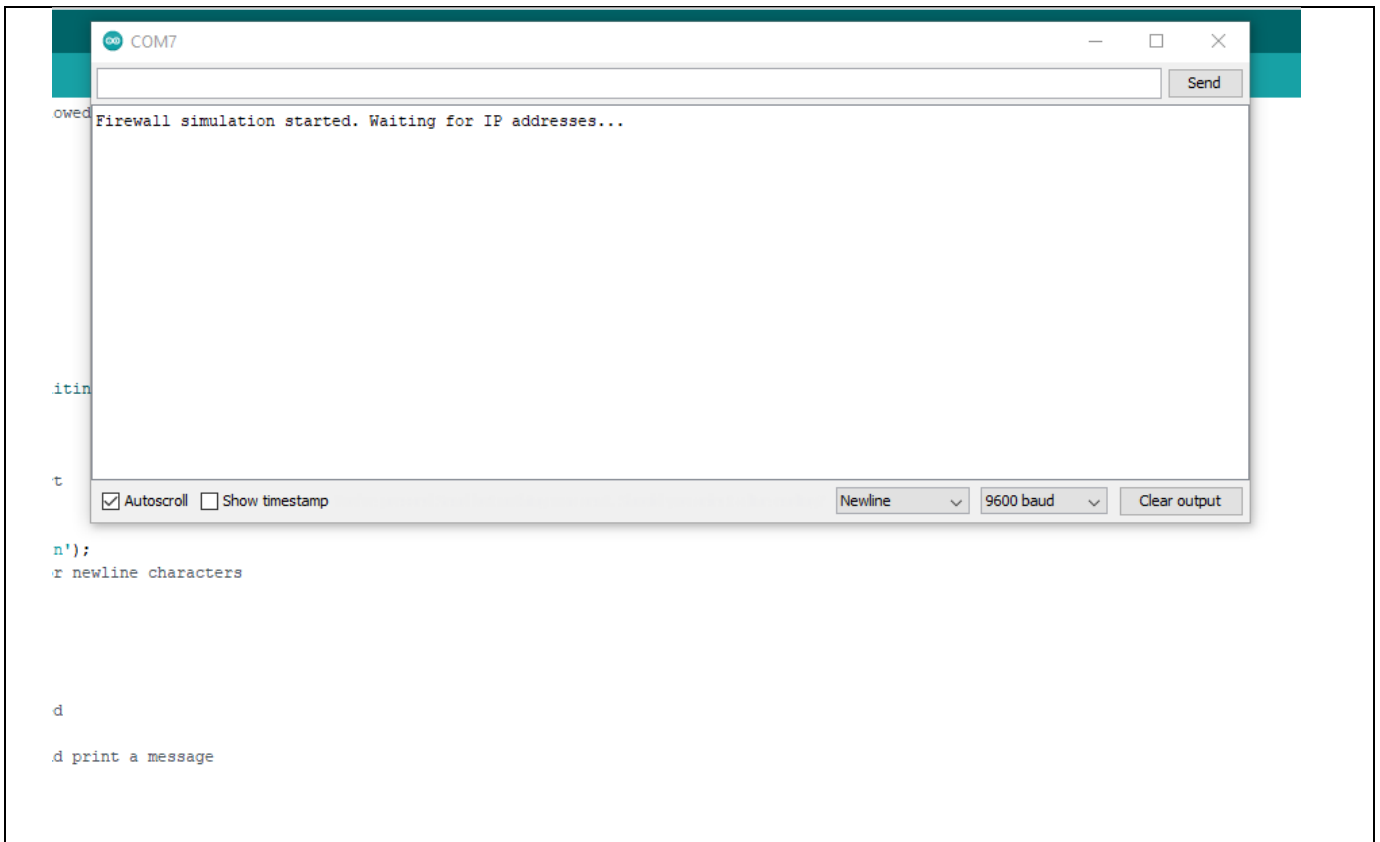 COM7
Send
owed
Firewall simulation started. Waiting for IP addresses...
itin
t
Autoscroll Show timestamp Newline 9600 baud Clear output
n');
r newline characters
d
d print a message